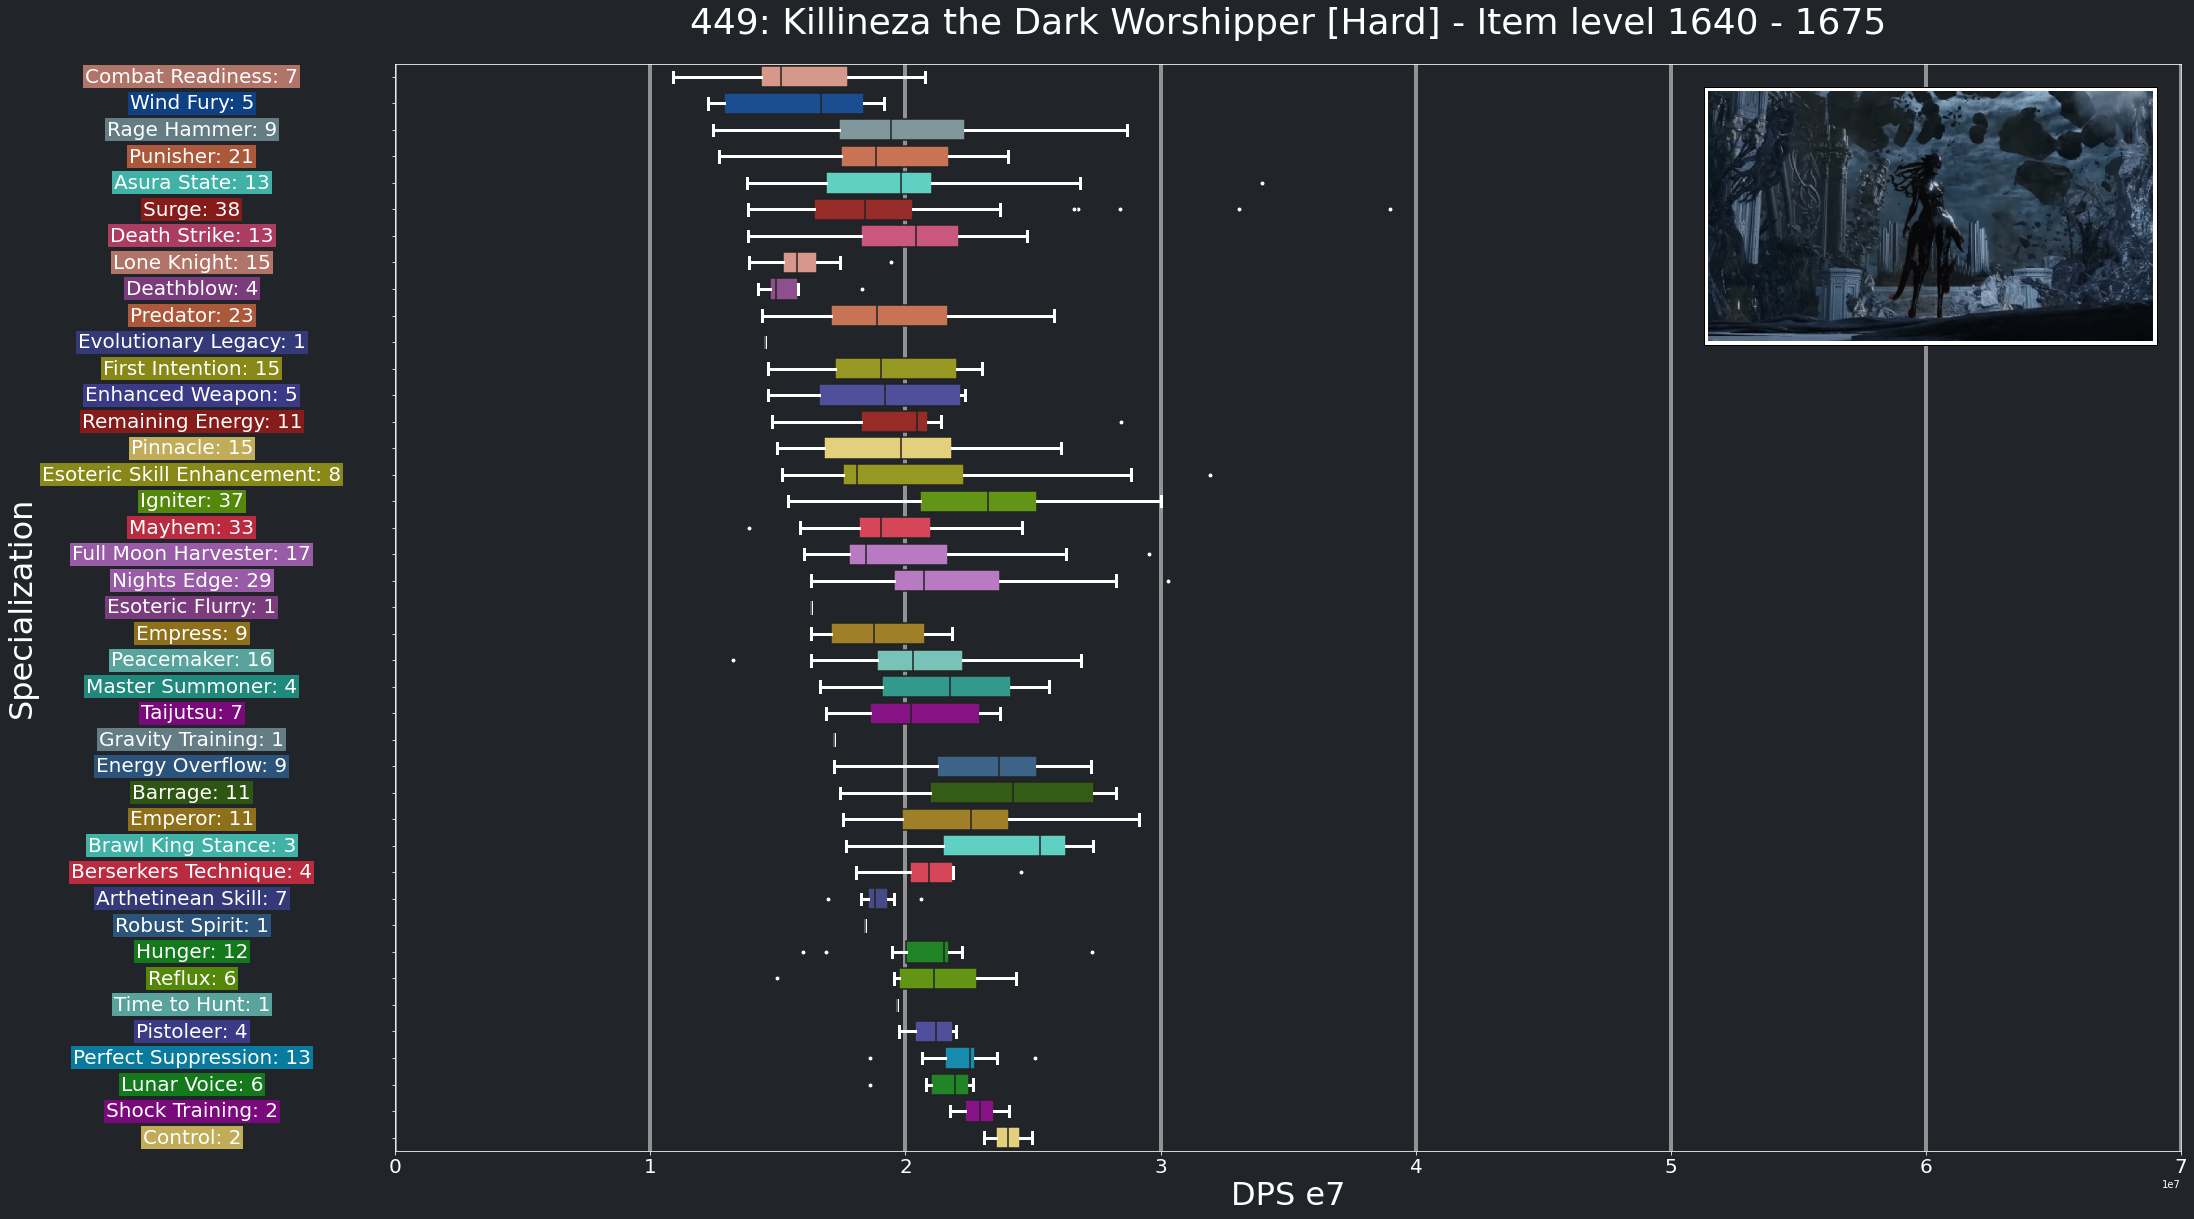 449: Killineza the Dark Worshipper [Hard] - Item level 1640 - 1675
Specialization
Combat Readiness: 7
Wind Fury: 5
Rage Hammer: 9
Punisher: 21
Asura State: 13
Surge: 38
Death Strike: 13
Lone Knight: 15
Deathblow: 4
Predator: 23
Evolutionary Legacy: 1
First Intention: 15
Enhanced Weapon: 5
Remaining Energy: 11
Pinnacle: 15
Esoteric Skill Enhancement: 8
Igniter: 37
Mayhem: 33
Full Moon Harvester: 17
Nights Edge: 29
Esoteric Flurry: 1
Empress: 9
Peacemaker: 16
Master Summoner: 4
Taijutsu: 7
Gravity Training: 1
Energy Overflow: 9
Barrage: 11
Emperor: 11
Brawl King Stance: 3
Berserkers Technique: 4
Arthetinean Skill: 7
Robust Spirit: 1
Hunger: 12
Reflux: 6
Time to Hunt: 1
Pistoleer: 4
Perfect Suppression: 13
Lunar Voice: 6
Shock Training: 2
Control: 2
0 1 2 3 4 5 6 7
1e7
DPS e7